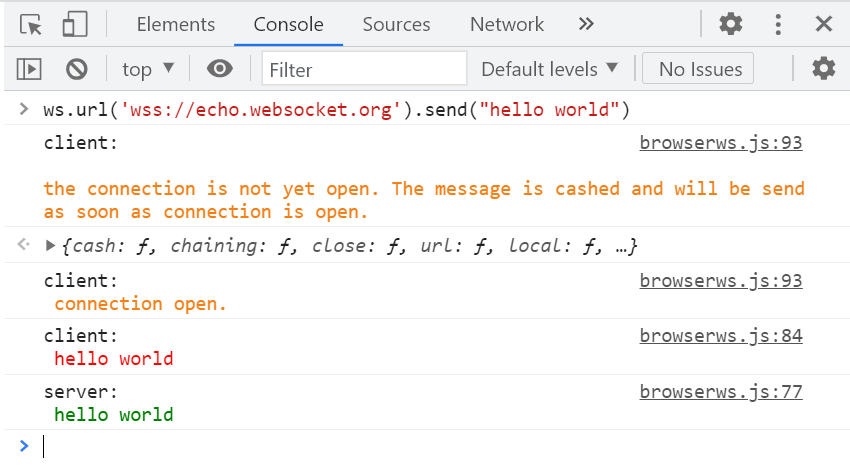 Elements Console Sources Network »
top ▼ Filter Default levels ▼ No Issues
> ws.url('wss://echo.websocket.org').send("hello world")
client: browserws.js:93
the connection is not yet open. The message is cashed and will be send
as soon as connection is open.
▶ {cash: ƒ, chaining: ƒ, close: ƒ, url: ƒ, local: ƒ, …}
client: browserws.js:93
connection open.
client: browserws.js:84
hello world
server: browserws.js:77
hello world
>